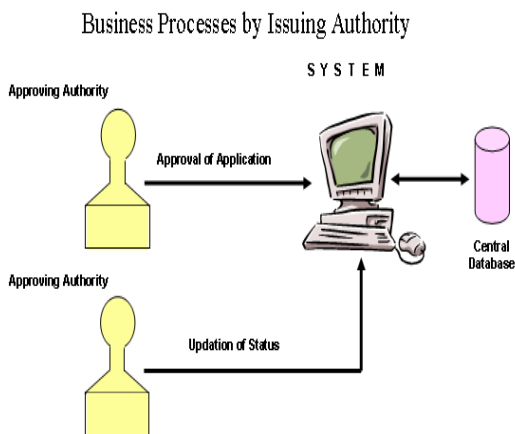 Business Processes by Issuing Authority
S Y S T E M
Approving Authority
Approval of Application
Central
Database
Approving Authority
Updation of Status